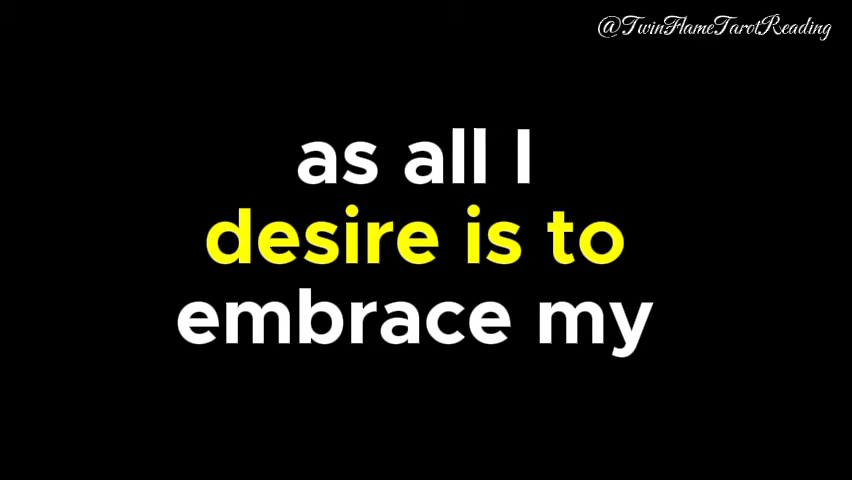 @TwinFlameTarotReading
as all I
desire is to
embrace my